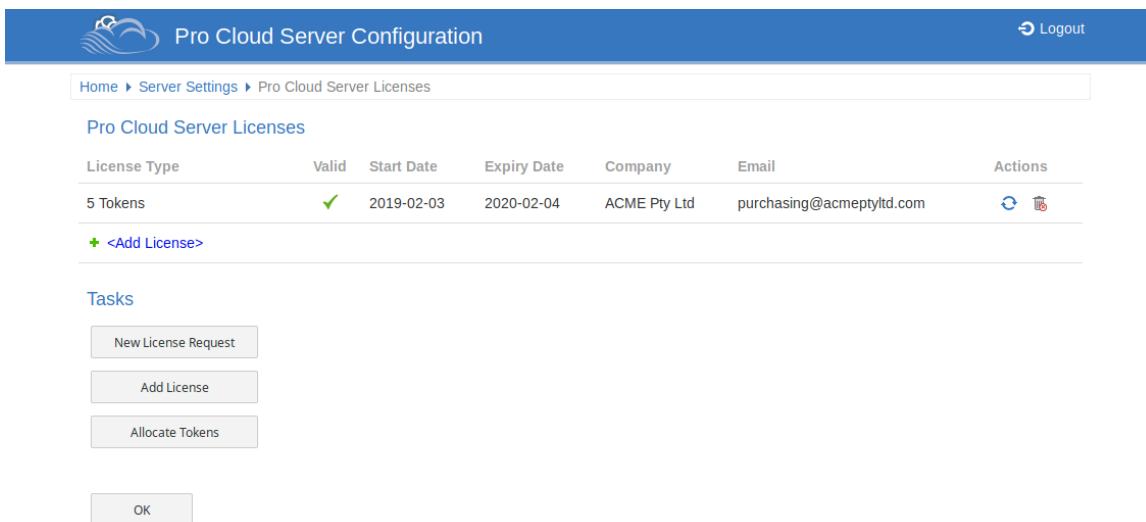 Pro Cloud Server Configuration
Logout
Home Server Settings Pro Cloud Server Licenses
Pro Cloud Server Licenses
License Type Valid Start Date Expiry Date Company Email Actions
5 Tokens 2019-02-03 2020-02-04 ACME Pty Ltd purchasing@acmeptyltd.com
<Add License>
Tasks
New License Request
Add License
Allocate Tokens
OK